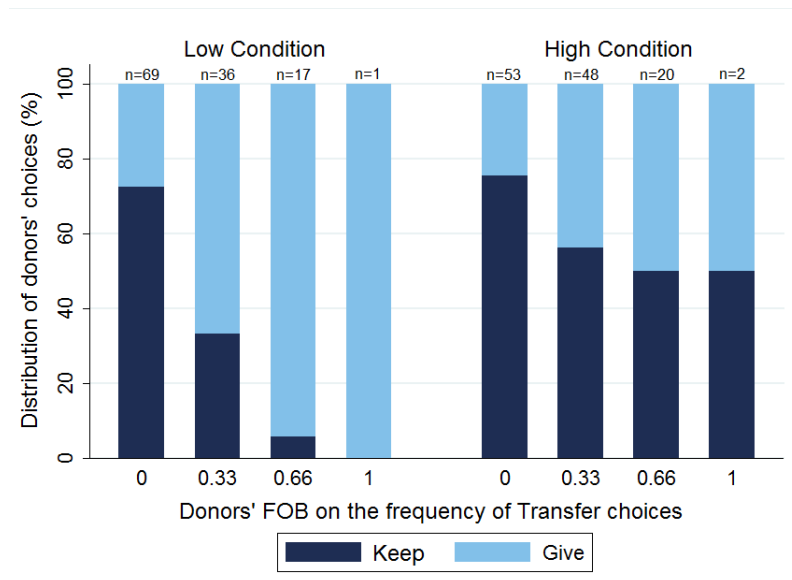 Low Condition High Condition
n=69 n=36 n=17 n=1 n=53 n=48 n=20 n=2
Distribution of donors' choices (%)
100
80
60
40
20
0
0 0.33 0.66 1 0 0.33 0.66 1
Donors' FOB on the frequency of Transfer choices
Keep Give